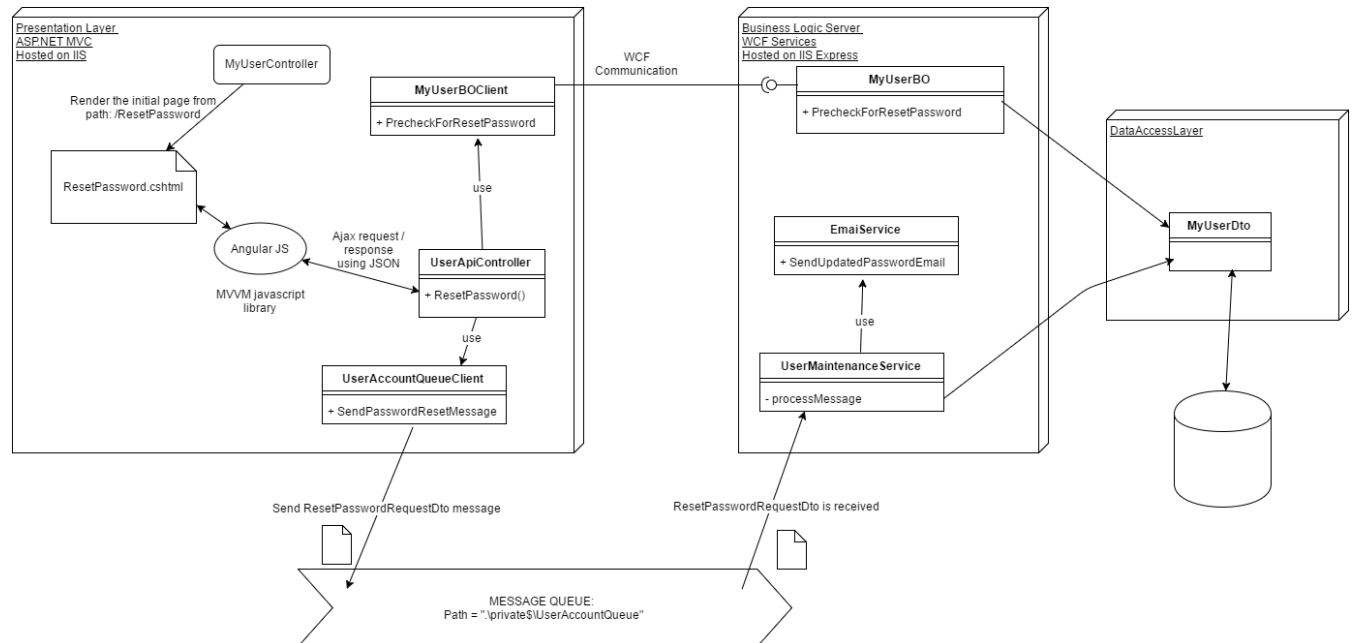 Presentation Layer
ASP.NET MVC
Hosted on IIS
MyUserController
Render the initial page from
path: /ResetPassword
ResetPassword.cshtml
Angular JS
MVVM javascript
library
Ajax request /
response
using JSON
MyUserBOClient
+ PrecheckForResetPassword
use
UserApiController
+ ResetPassword()
use
UserAccountQueueClient
+ SendPasswordResetMessage
WCF
Communication
Business Logic Server
WCF Services
Hosted on IIS Express
MyUserBO
+ PrecheckForResetPassword
EmaiService
+ SendUpdatedPasswordEmail
use
UserMaintenanceService
- processMessage
DataAccessLayer
MyUserDto
Send ResetPasswordRequestDto message
ResetPasswordRequestDto is received
MESSAGE QUEUE:
Path = ".\private$\UserAccountQueue"